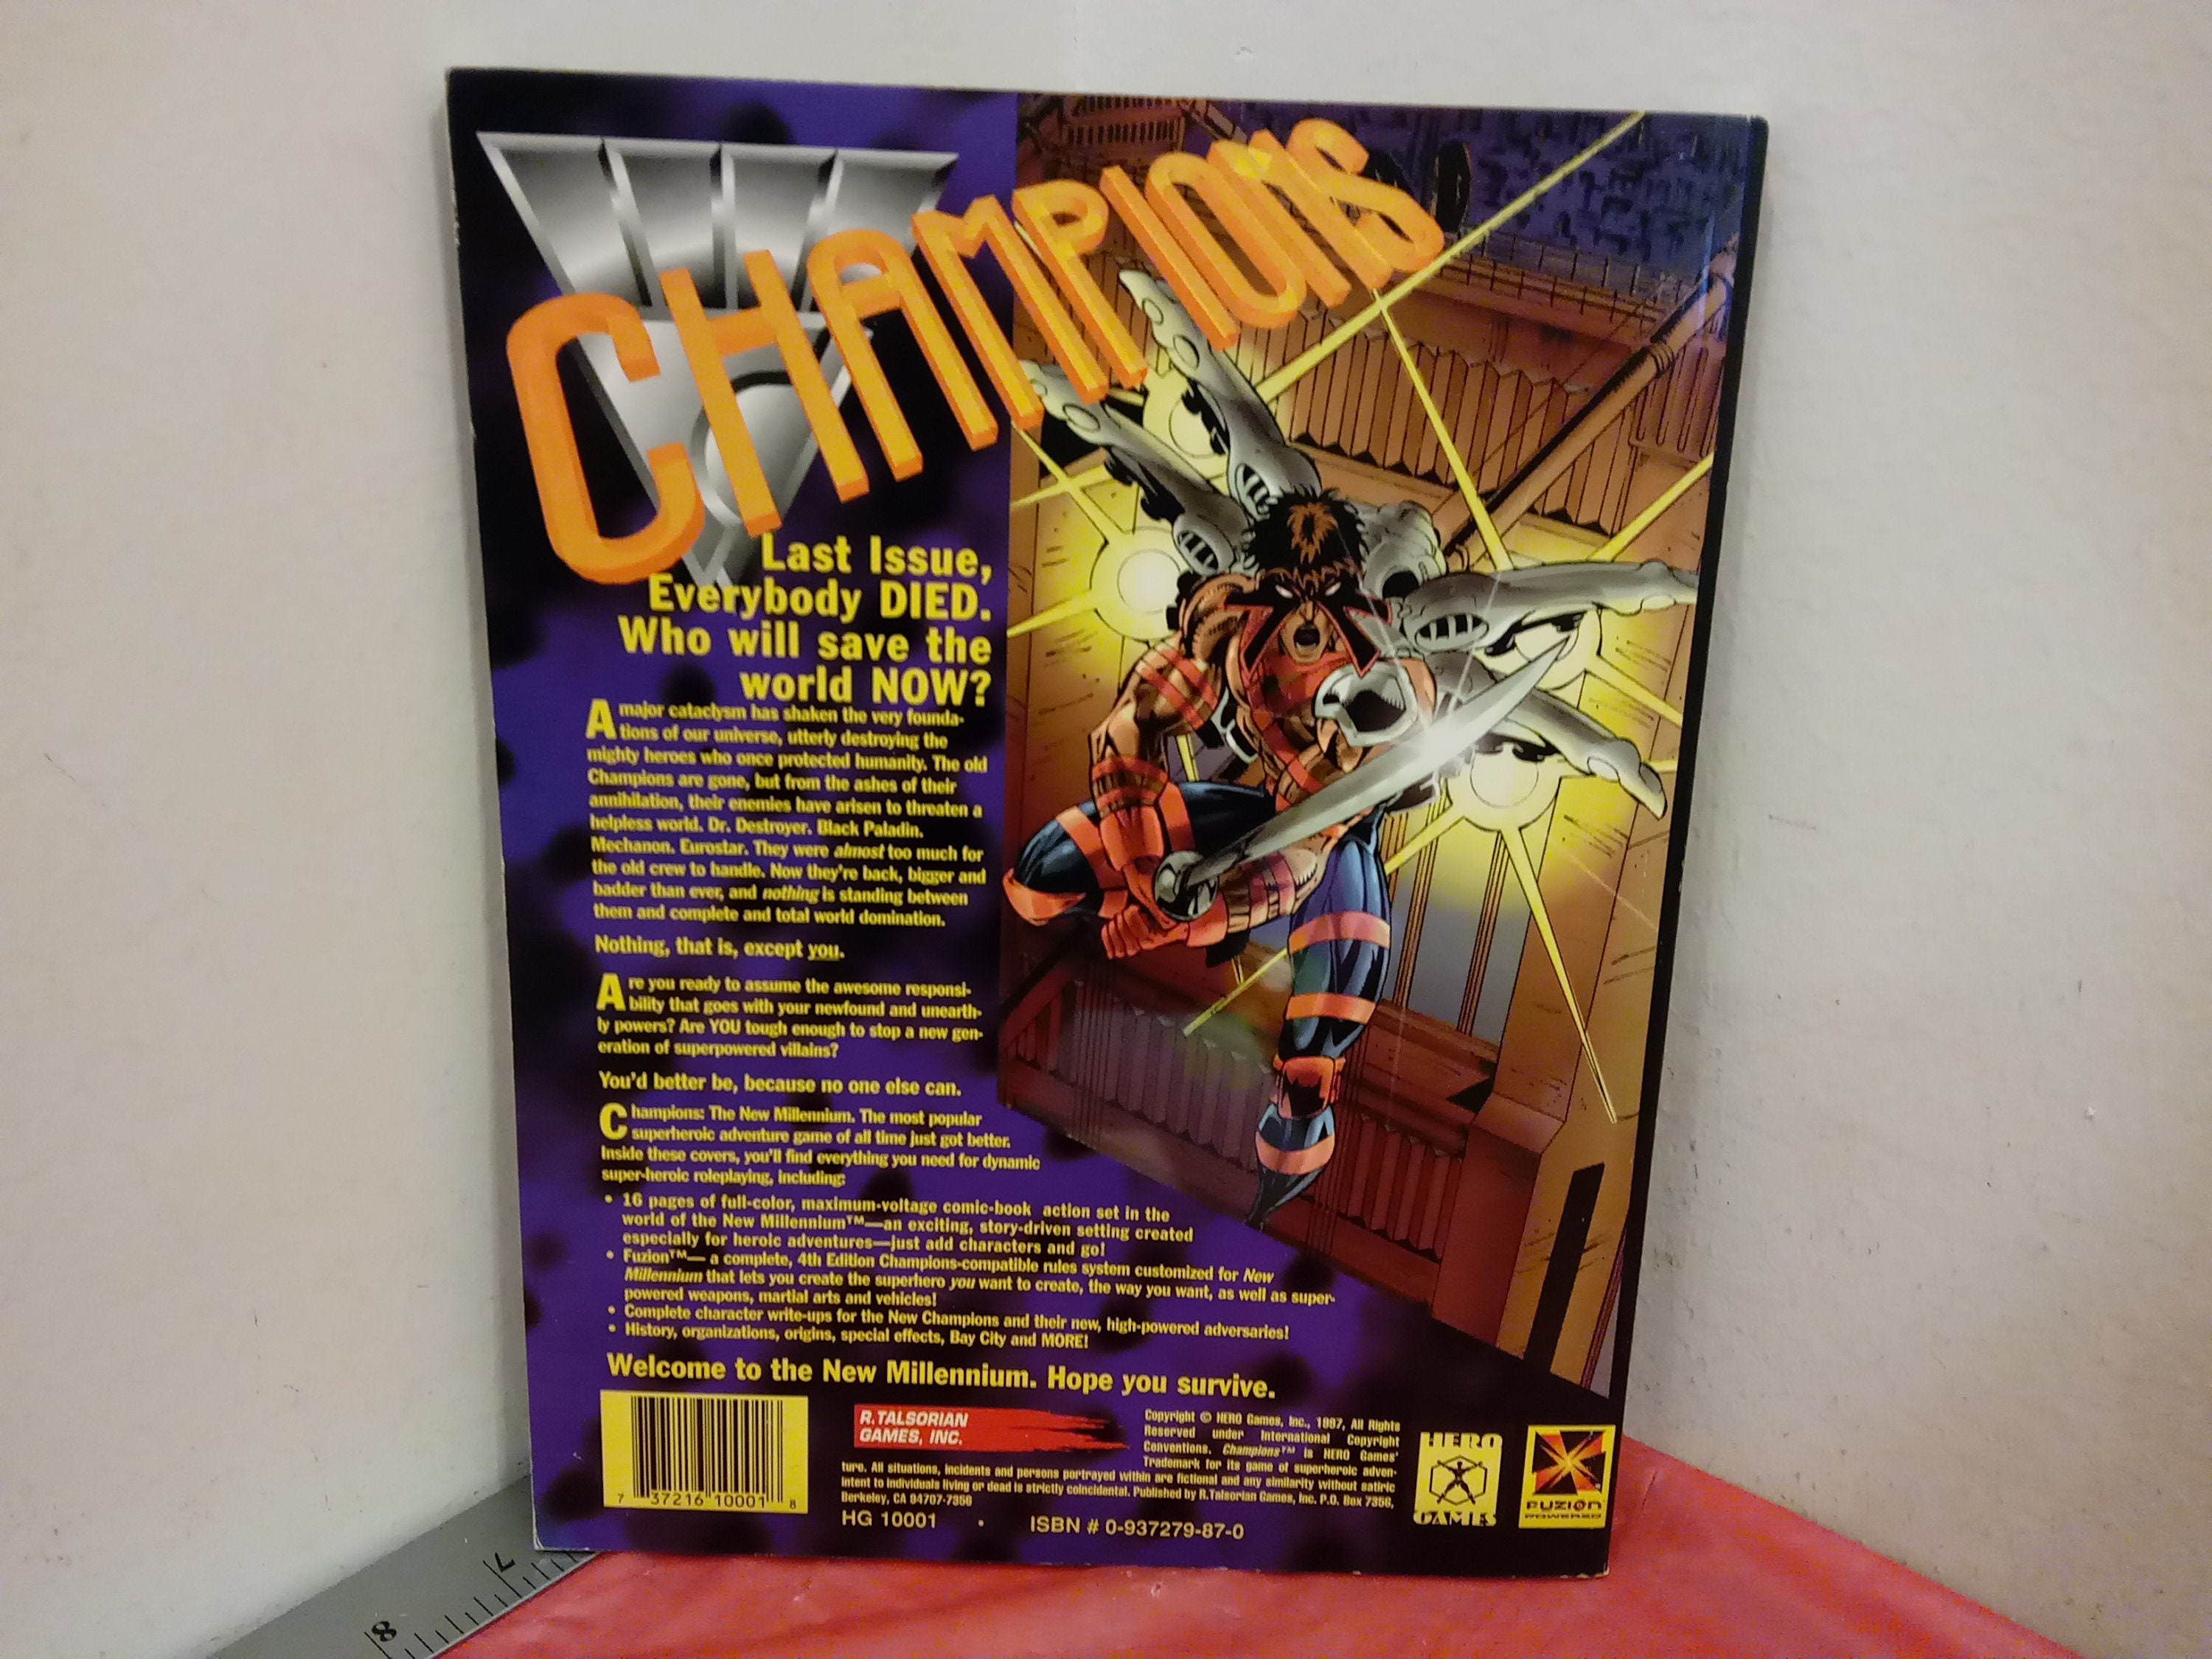 CHAMPIONS
Last Issue,
Everybody DIED.
Who will save the
world NOW?
A major cataclysm has shaken the very founda-
tions of our universe, utterly destroying the
mighty heroes who once protected humanity. The old
Champions are gone, but from the ashes of their
annihilation, their enemies have arisen to threaten a
helpless world. Dr. Destroyer. Black Paladin.
Mechanon. Eurostar. They were almost too much for
the old crew to handle. Now they're back, bigger and
badder than ever, and nothing is standing between
them and complete and total world domination.
Nothing, that is, except you.
Are you ready to assume the awesome responsi-
bility that goes with your newfound and unearth-
ly powers? Are YOU tough enough to stop a new gen-
eration of superpowered villains?
You'd better be, because no one else can.
Champions: The New Millennium. The most popular
superheroic adventure game of all time just got better.
Inside these covers, you'll find everything you need for dynamic
super-heroic roleplaying, including:
• 16 pages of full-color, maximum-voltage comic-book action set in the
world of the New Millennium™—an exciting, story-driven setting created
especially for heroic adventures—just add characters and go!
• Fuzion™— a complete, 4th Edition Champions-compatible rules system customized for New
Millennium that lets you create the superhero you want to create, the way you want, as well as super-
powered weapons, martial arts and vehicles!
• Complete character write-ups for the New Champions and their new, high-powered adversaries!
• History, organizations, origins, special effects, Bay City and MORE!
Welcome to the New Millennium. Hope you survive.
7 37216 10001 8
R.TALSORIAN
GAMES, INC.
Copyright © HERO Games, Inc., 1997, All Rights
Reserved under International Copyright
Conventions. Champions™ is HERO Games'
Trademark for its game of superheroic adven-
ture. All situations, incidents and persons portrayed within are fictional and any similarity without satiric
intent to individuals living or dead is strictly coincidental. Published by R.Talsorian Games, Inc. P.O. Box 7356,
Berkeley, CA 94707-7356
HG 10001 • ISBN # 0-937279-87-0
HERO
GAMES
FUZION
POWERED
7
8